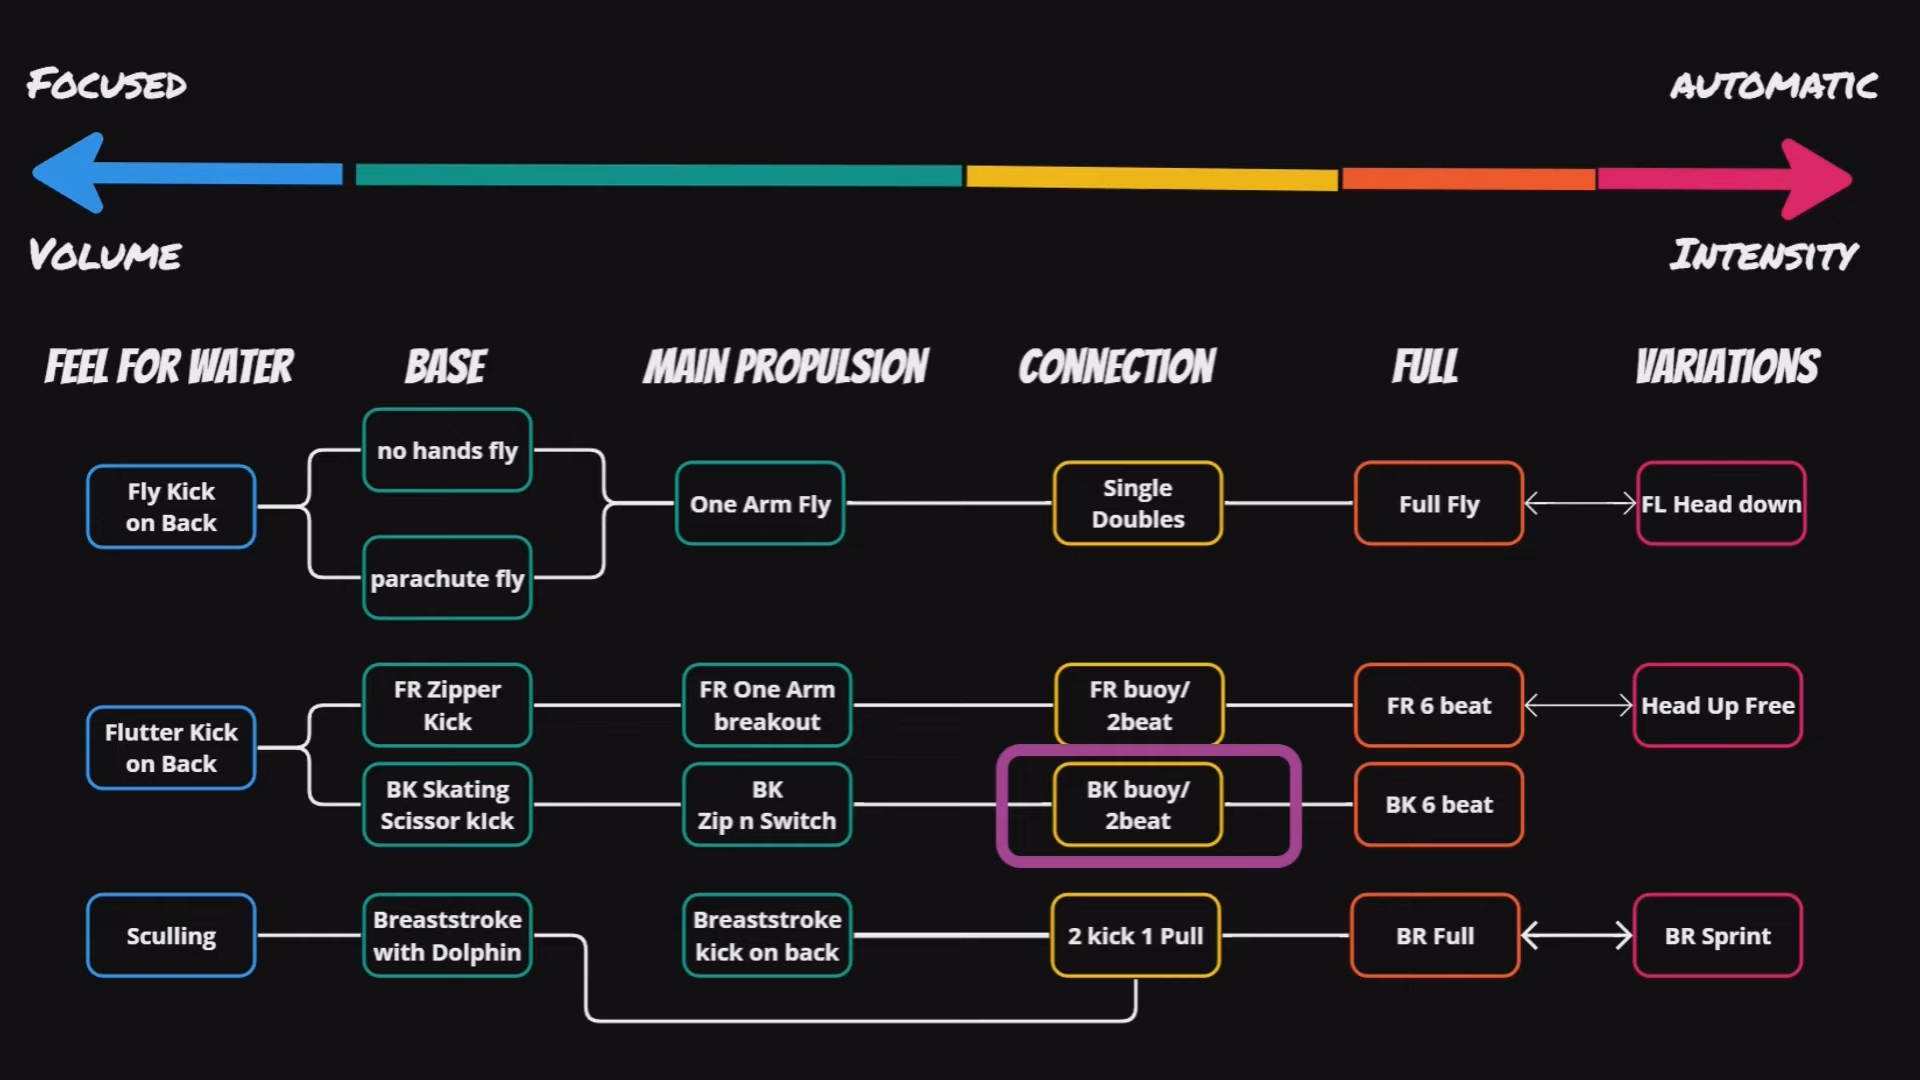 FOCUSED
AUTOMATIC
VOLUME
INTENSITY
FEEL FOR WATER
BASE
MAIN PROPULSION
CONNECTION
FULL
VARIATIONS
no hands fly
Fly Kick
on Back
One Arm Fly
Single
Doubles
Full Fly
FL Head down
parachute fly
FR Zipper
Kick
FR One Arm
breakout
FR buoy/
2beat
FR 6 beat
Head Up Free
Flutter Kick
on Back
BK Skating
Scissor kIck
BK
Zip n Switch
BK buoy/
2beat
BK 6 beat
Sculling
Breaststroke
with Dolphin
Breaststroke
kick on back
2 kick 1 Pull
BR Full
BR Sprint